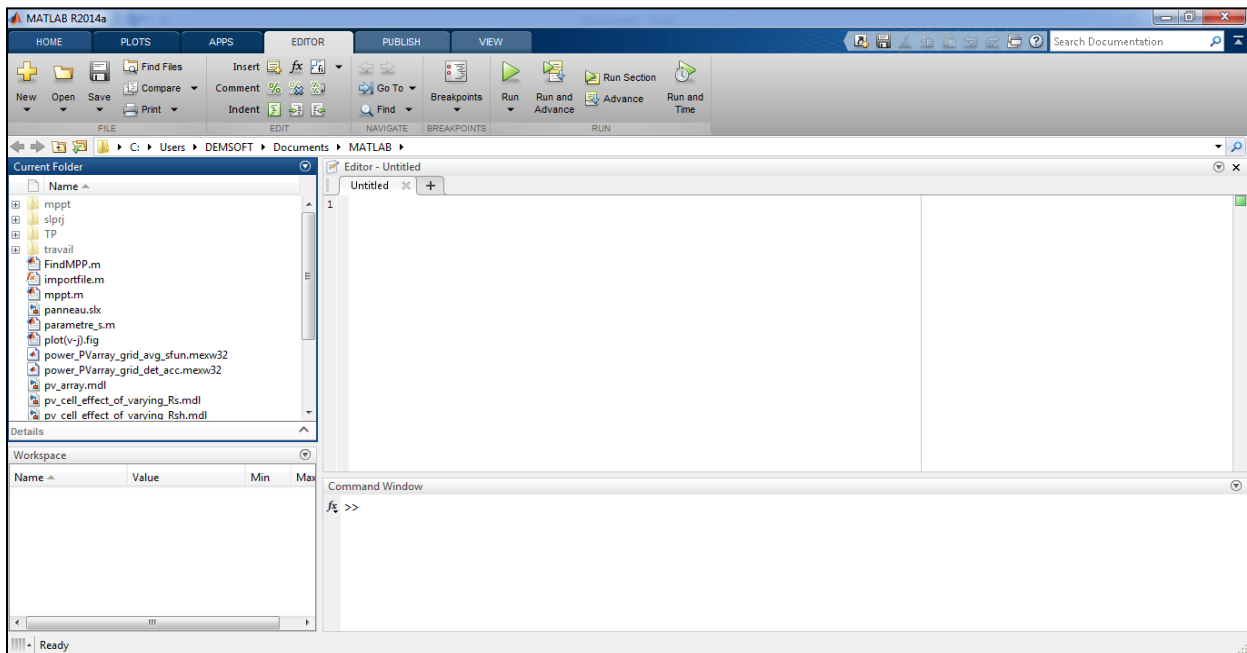 MATLAB R2014a
HOME PLOTS APPS EDITOR PUBLISH VIEW Search Documentation
New Open Save Find Files Compare Print
FILE
Insert fx
Comment
Indent
EDIT
Go To
Find
NAVIGATE
Breakpoints
BREAKPOINTS
Run Run and Advance Run Section Advance Run and Time
RUN
C: Users DEMSOFT Documents MATLAB
Current Folder
Name
mppt
slprj
TP
travail
FindMPP.m
importfile.m
mppt.m
panneau.slx
parametre_s.m
plot(v-j).fig
power_PVarray_grid_avg_sfun.mexw32
power_PVarray_grid_det_acc.mexw32
pv_array.mdl
pv_cell_effect_of_varying_Rs.mdl
pv_cell_effect_of_varying_Rsh.mdl
Details
Workspace
Name Value Min Max
Editor - Untitled
Untitled
1
Command Window
fx >>
Ready